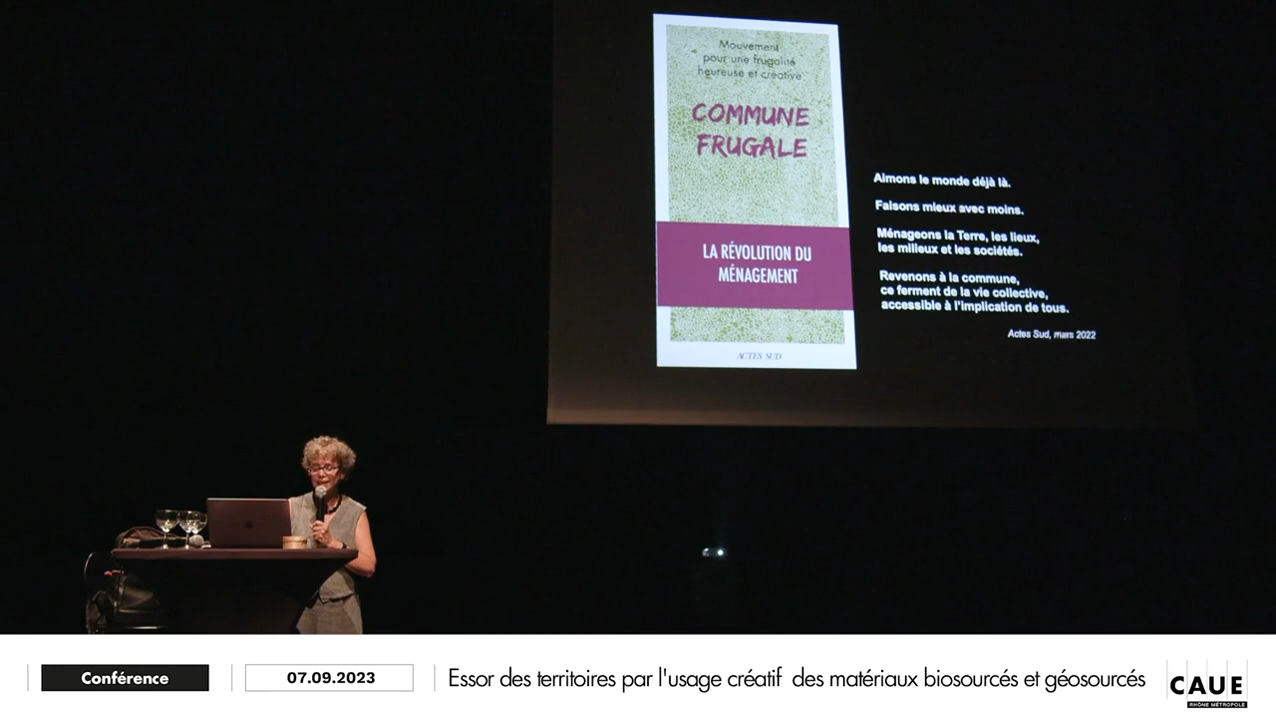 Mouvement
pour une frugalité
heureuse et créative
COMMUNE
FRUGALE
LA RÉVOLUTION DU
MÉNAGEMENT
ACTES SUD
Aimons le monde déjà là.
Faisons mieux avec moins.
Ménageons la Terre, les lieux,
les milieux et les sociétés.
Revenons à la commune,
ce ferment de la vie collective,
accessible à l'implication de tous.
Actes Sud, mars 2022
Conférence
07.09.2023
Essor des territoires par l'usage créatif des matériaux biosourcés et géosourcés
CAUE
RHÔNE MÉTROPOLE